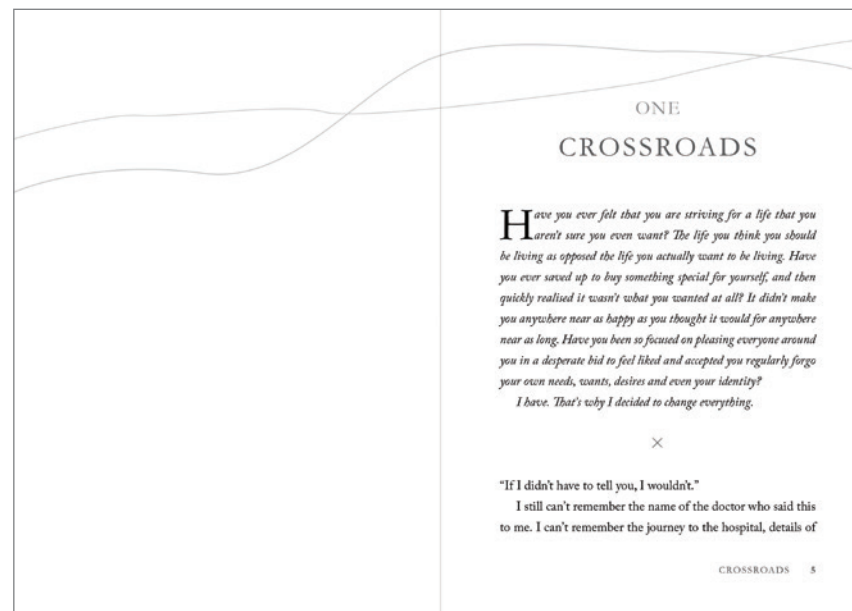 ONE
CROSSROADS
Have you ever felt that you are striving for a life that you
aren't sure you even want? The life you think you should
be living as opposed the life you actually want to be living. Have
you ever saved up to buy something special for yourself, and then
quickly realised it wasn't what you wanted at all? It didn't make
you anywhere near as happy as you thought it would for anywhere
near as long. Have you been so focused on pleasing everyone around
you in a desperate bid to feel liked and accepted you regularly forgo
your own needs, wants, desires and even your identity?
I have. That's why I decided to change everything.
×
“If I didn't have to tell you, I wouldn't.”
I still can't remember the name of the doctor who said this
to me. I can't remember the journey to the hospital, details of
CROSSROADS 5